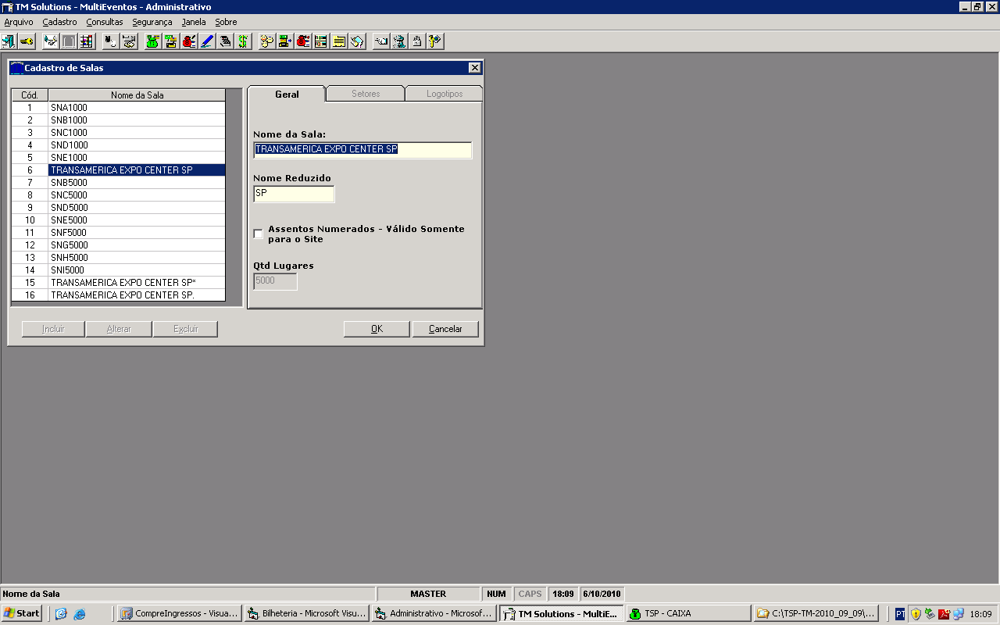 TM Solutions - MultiEventos - Administrativo
Arquivo Cadastro Consultas Segurança Janela Sobre
Cadastro de Salas
Cód. Nome da Sala
1 SNA1000
2 SNB1000
3 SNC1000
4 SND1000
5 SNE1000
6 TRANSAMERICA EXPO CENTER SP
7 SNB5000
8 SNC5000
9 SND5000
10 SNE5000
11 SNF5000
12 SNG5000
13 SNH5000
14 SNI5000
15 TRANSAMERICA EXPO CENTER SP*
16 TRANSAMERICA EXPO CENTER SP.
Geral Setores Logotipos
Nome da Sala:
TRANSAMERICA EXPO CENTER SP
Nome Reduzido
SP
Assentos Numerados - Válido Somente
para o Site
Qtd Lugares
5000
Incluir Alterar Excluir OK Cancelar
Nome da Sala MASTER NUM CAPS 18:09 6/10/2010
Start CompreIngressos - Visua... Bilheteria - Microsoft Visu... Administrativo - Microsof... TM Solutions - MultiE... TSP - CAIXA C:\TSP-TM-2010_09_09\... PT 18:09